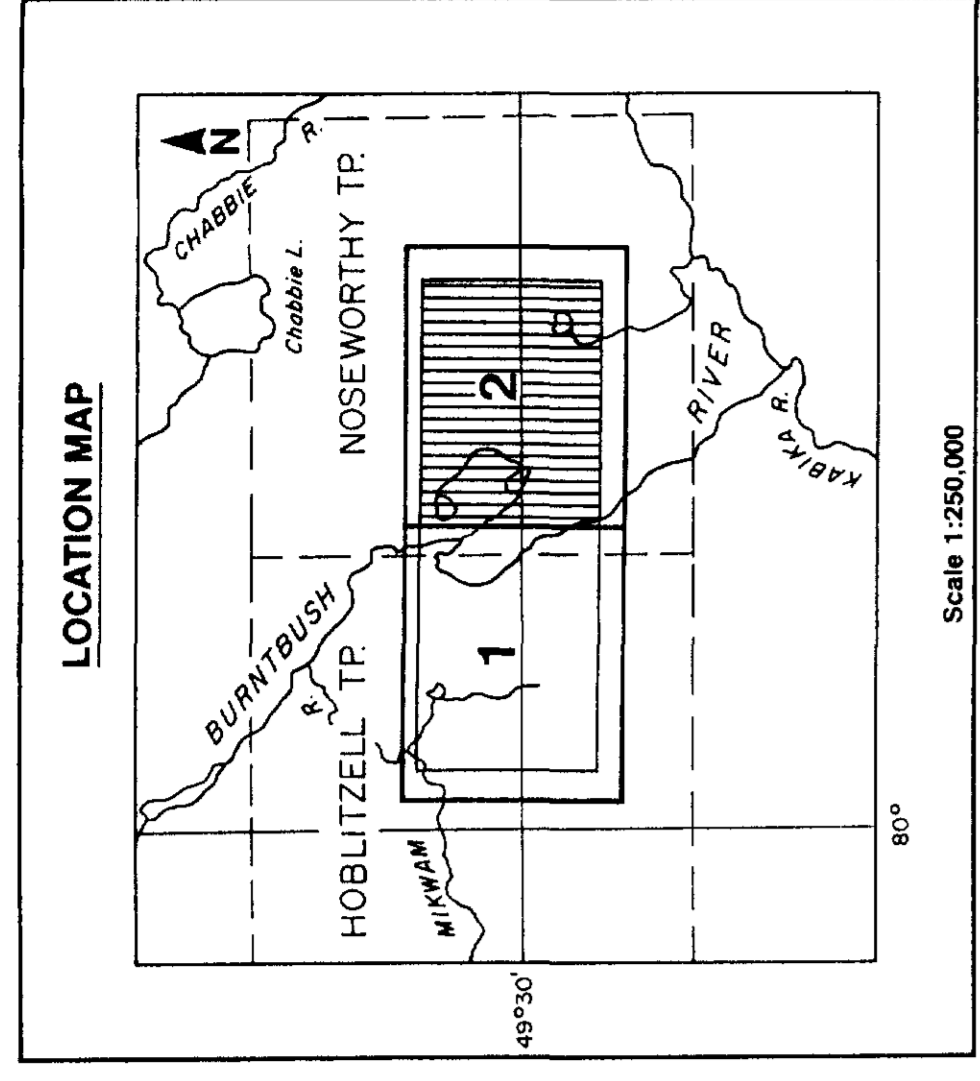 LOCATION MAP
N
CHABBIE
R.
Chabbie L.
NOSEWORTHY TP.
BURNTBUSH
R.
HOBLITZELL TP.
MIKWAM
1
2
RIVER
KABIKA R.
49°30'
80°
Scale 1:250,000